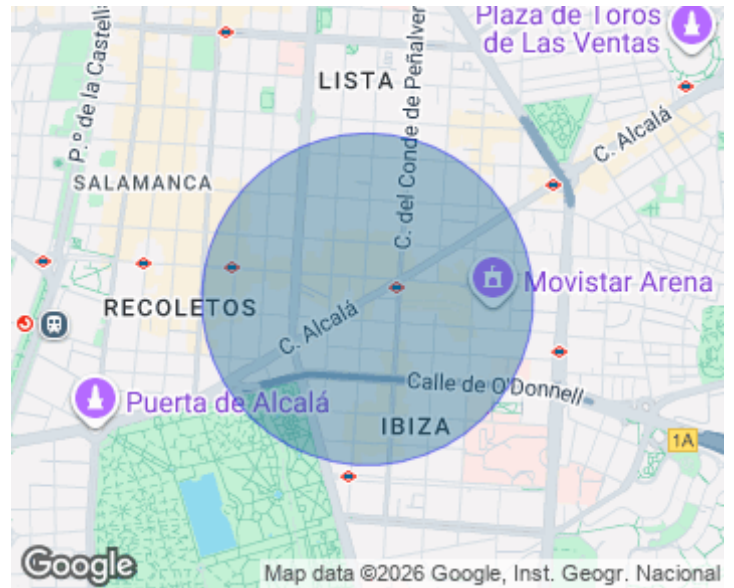 Plaza de Toros
de Las Ventas
LISTA
P.º de la Castella
C. del Conde de Peñalver
C. Alcalá
SALAMANCA
Movistar Arena
RECOLETOS
C. Alcalá
Calle de O'Donnell
Puerta de Alcalá
IBIZA
1A
Google
Map data ©2026 Google, Inst. Geogr. Nacional